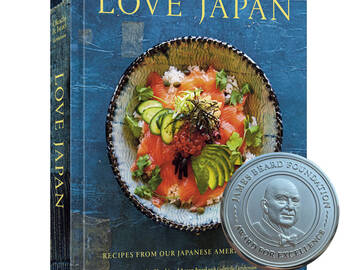 LOVE JAPAN
LOVE JAPAN
RECIPES FROM OUR JAPANESE AMERICAN
JAMES BEARD FOUNDATION
AWARD FOR EXCELLENCE